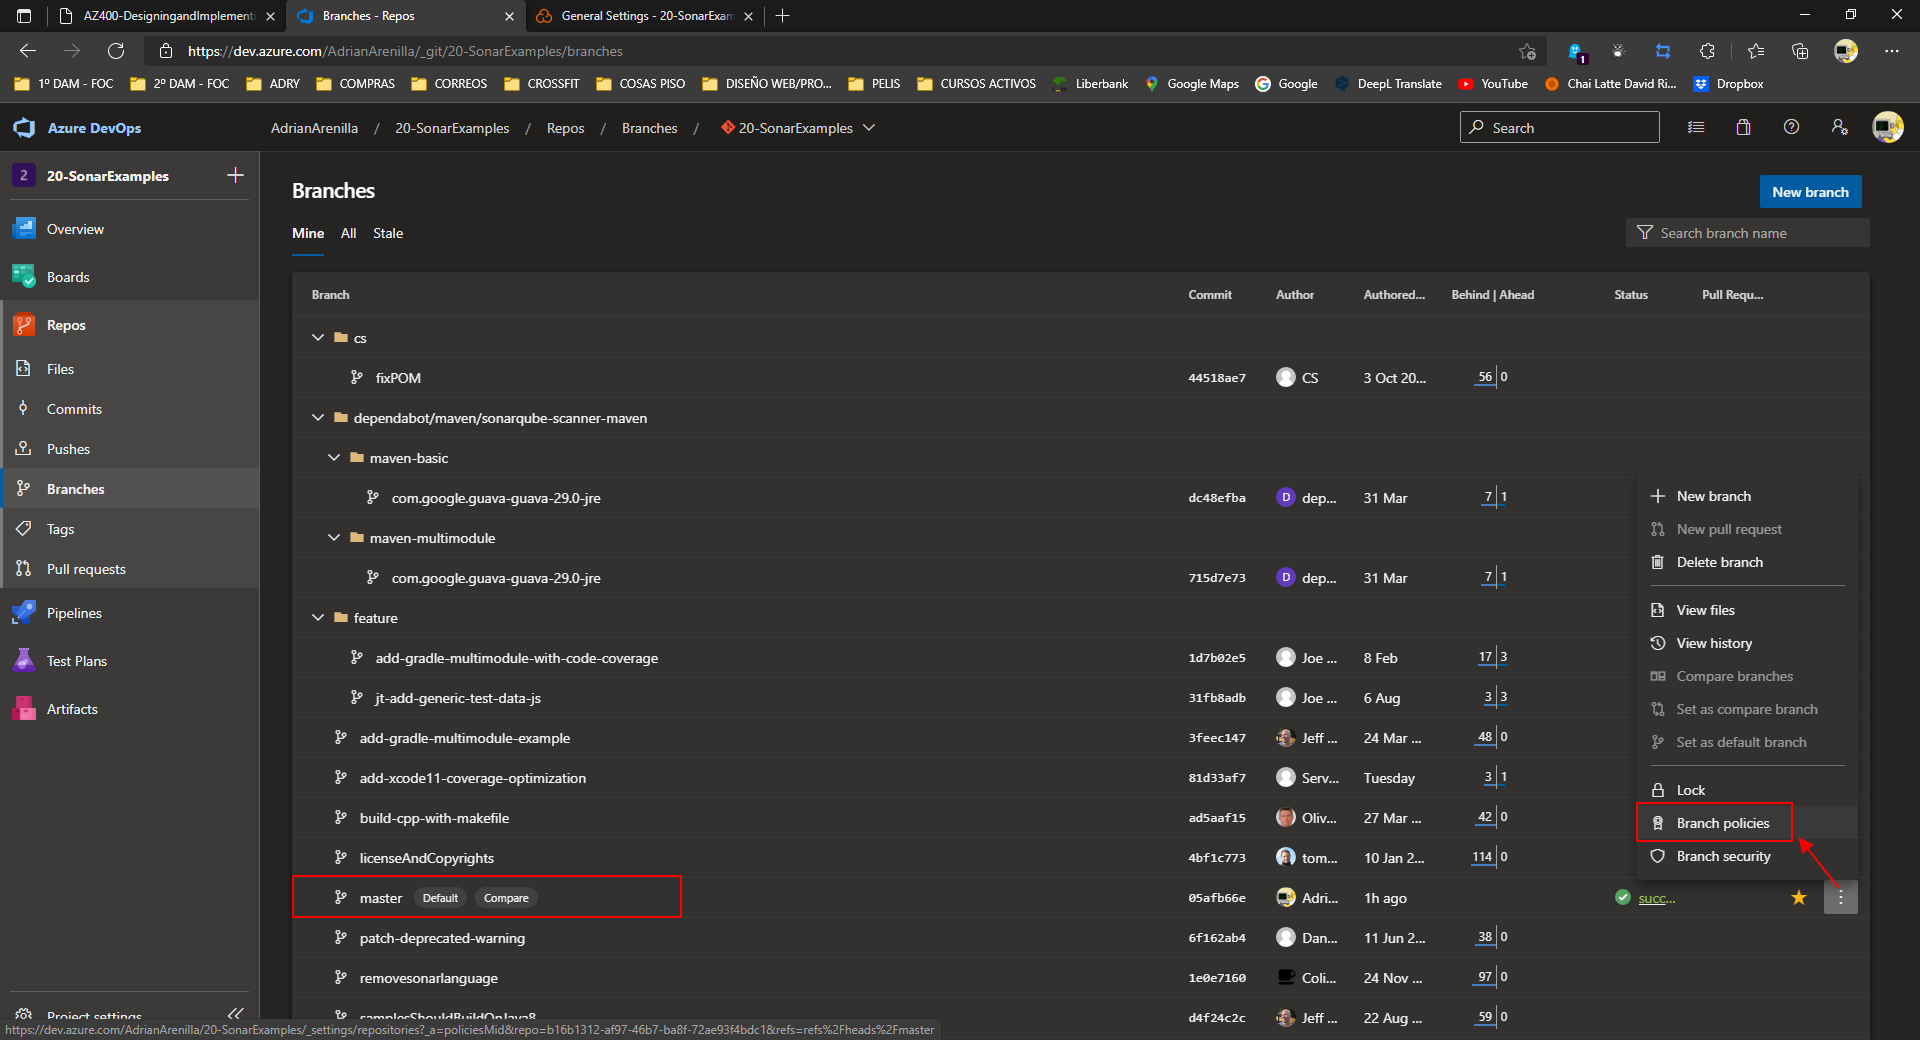 AZ400-DesigningandImplementi
Branches - Repos
General Settings - 20-SonarExam
https://dev.azure.com/AdrianArenilla/_git/20-SonarExamples/branches
1
1º DAM - FOC
2º DAM - FOC
ADRY
COMPRAS
CORREOS
CROSSFIT
COSAS PISO
DISEÑO WEB/PRO...
PELIS
CURSOS ACTIVOS
Liberbank
Google Maps
Google
DeepL Translate
YouTube
Chai Latte David Ri...
Dropbox
Azure DevOps
AdrianArenilla / 20-SonarExamples / Repos / Branches / 20-SonarExamples
Search
2 20-SonarExamples
Overview
Boards
Repos
Files
Commits
Pushes
Branches
Tags
Pull requests
Pipelines
Test Plans
Artifacts
Project settings
Branches
New branch
Mine All Stale
Search branch name
Branch Commit Author Authored... Behind | Ahead Status Pull Requ...
cs
fixPOM 44518ae7 CS 3 Oct 20... 56 0
dependabot/maven/sonarqube-scanner-maven
maven-basic
com.google.guava-guava-29.0-jre dc48efba D dep... 31 Mar 7 1
maven-multimodule
com.google.guava-guava-29.0-jre 715d7e73 D dep... 31 Mar 7 1
feature
add-gradle-multimodule-with-code-coverage 1d7b02e5 Joe ... 8 Feb 17 3
jt-add-generic-test-data-js 31fb8adb Joe ... 6 Aug 3 3
add-gradle-multimodule-example 3feec147 Jeff ... 24 Mar ... 48 0
add-xcode11-coverage-optimization 81d33af7 Serv... Tuesday 3 1
build-cpp-with-makefile ad5aaf15 Oliv... 27 Mar ... 42 0
licenseAndCopyrights 4bf1c773 tom... 10 Jan 2... 114 0
master Default Compare 05afb66e Adri... 1h ago succ...
patch-deprecated-warning 6f162ab4 Dan... 11 Jun 2... 38 0
removesonarlanguage 1e0e7160 Coli... 24 Nov ... 97 0
samplesShouldBuildOnJava8 d4f24c2c Jeff ... 22 Aug ... 59 0
New branch
New pull request
Delete branch
View files
View history
Compare branches
Set as compare branch
Set as default branch
Lock
Branch policies
Branch security
https://dev.azure.com/AdrianArenilla/20-SonarExamples/_settings/repositories?_a=policiesMid&repo=b16b1312-af97-46b7-ba8f-72ae93f4bdc1&refs=refs%2Fheads%2Fmaster